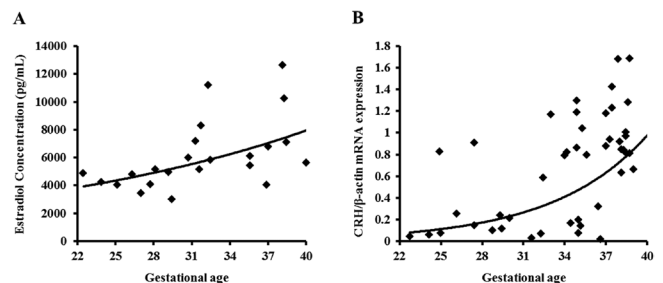 A
Estradiol Concentration (pg/mL)
14000
12000
10000
8000
6000
4000
2000
0
22 25 28 31 34 37 40
Gestational age
B
CRH/β-actin mRNA expression
1.8
1.6
1.4
1.2
1
0.8
0.6
0.4
0.2
0
22 25 28 31 34 37 40
Gestational age